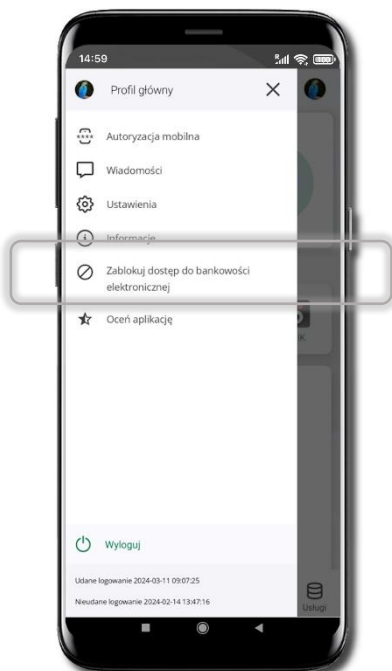 14:59
Profil główny
Autoryzacja mobilna
Wiadomości
Ustawienia
Informacje
Zablokuj dostęp do bankowości
elektronicznej
Oceń aplikację
Wyloguj
Udane logowanie 2024-03-11 09:07:25
Nieudane logowanie 2024-02-14 13:47:16
Usługi